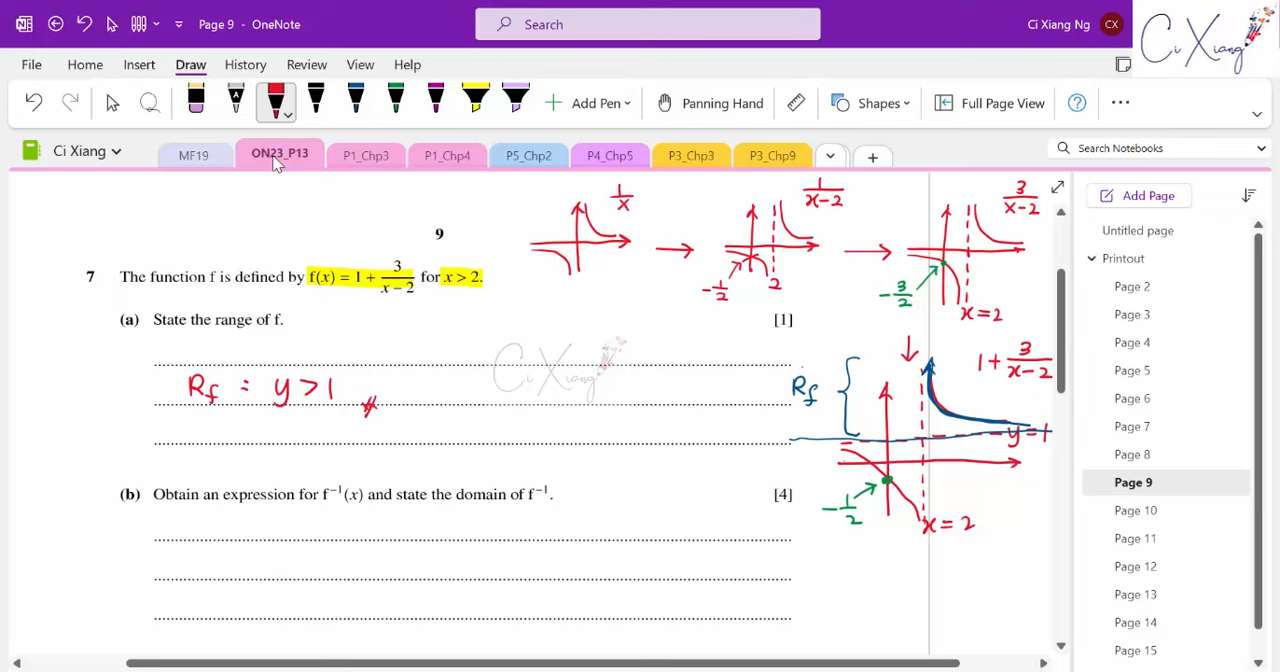 Page 9 - OneNote
Search
Ci Xiang Ng
CX
Ci Xiang
File Home Insert Draw History Review View Help
Add Pen
Panning Hand
Shapes
Full Page View
Ci Xiang
MF19
ON23_P13
P1_Chp3
P1_Chp4
P5_Chp2
P4_Chp5
P3_Chp3
P3_Chp9
Search Notebooks
9
7 The function f is defined by f(x) = 1 + 3/(x − 2) for x > 2.
(a) State the range of f. [1]
R_f : y > 1
Ci Xiang
(b) Obtain an expression for f⁻¹(x) and state the domain of f⁻¹. [4]
1/x
1/(x-2)
-1/2
2
3/(x-2)
-3/2
x = 2
1 + 3/(x-2)
R_f
y = 1
-1/2
x = 2
Add Page
Untitled page
Printout
Page 2
Page 3
Page 4
Page 5
Page 6
Page 7
Page 8
Page 9
Page 10
Page 11
Page 12
Page 13
Page 14
Page 15